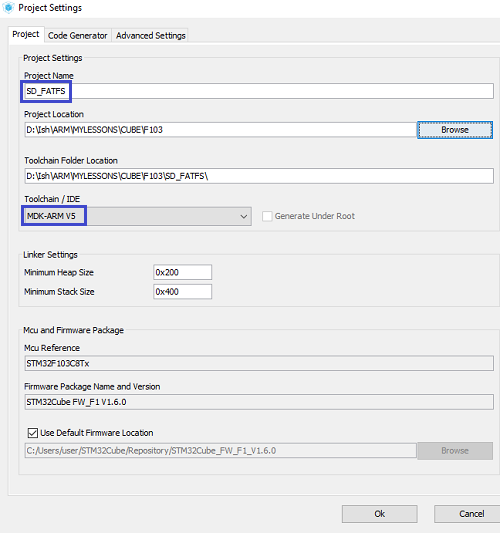 Project Settings
Project Code Generator Advanced Settings
Project Settings
Project Name
SD_FATFS
Project Location
D:\Ish\ARM\MYLESSONS\CUBE\F103 Browse
Toolchain Folder Location
D:\Ish\ARM\MYLESSONS\CUBE\F103\SD_FATFS\
Toolchain / IDE
MDK-ARM V5 Generate Under Root
Linker Settings
Minimum Heap Size 0x200
Minimum Stack Size 0x400
Mcu and Firmware Package
Mcu Reference
STM32F103C8Tx
Firmware Package Name and Version
STM32Cube FW_F1 V1.6.0
Use Default Firmware Location
C:/Users/user/STM32Cube/Repository/STM32Cube_FW_F1_V1.6.0 Browse
Ok Cancel